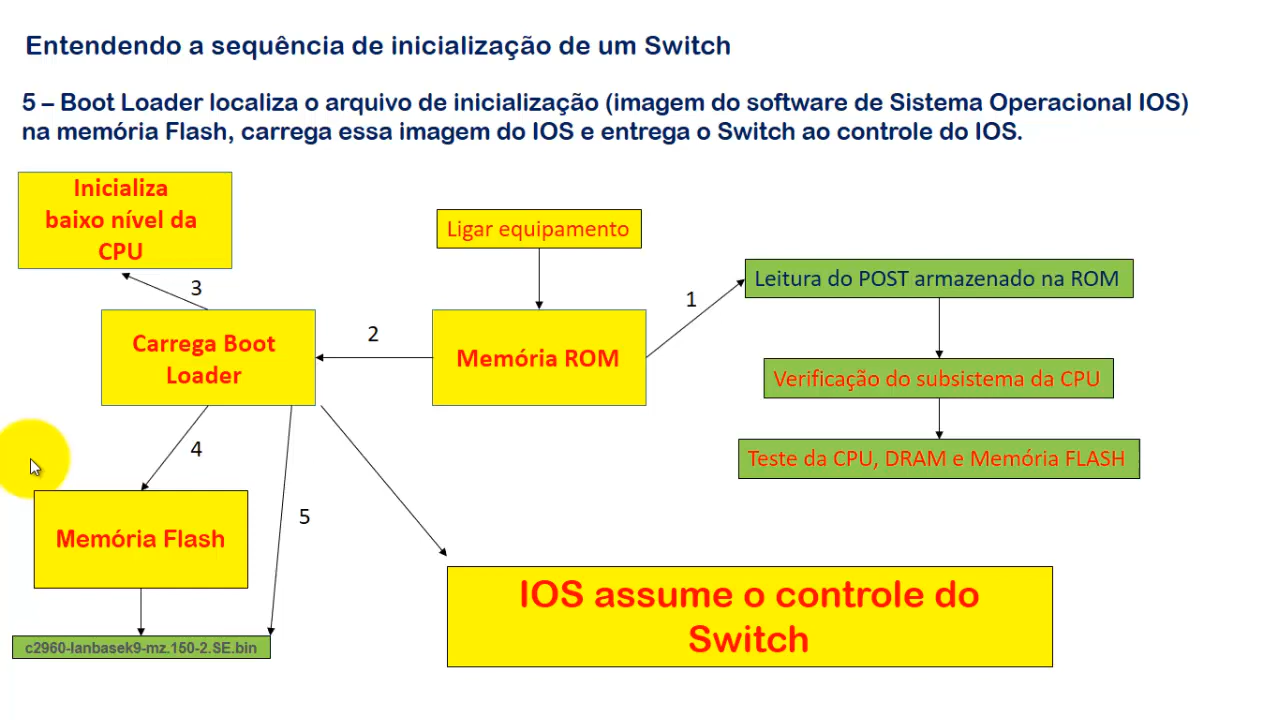 Entendendo a sequência de inicialização de um Switch
5 – Boot Loader localiza o arquivo de inicialização (imagem do software de Sistema Operacional IOS)
na memória Flash, carrega essa imagem do IOS e entrega o Switch ao controle do IOS.
Inicializa
baixo nível da
CPU
Ligar equipamento
3
1
Leitura do POST armazenado na ROM
Carrega Boot
Loader
2
Memória ROM
Verificação do subsistema da CPU
4
Teste da CPU, DRAM e Memória FLASH
5
Memória Flash
IOS assume o controle do
Switch
c2960-lanbasek9-mz.150-2.SE.bin